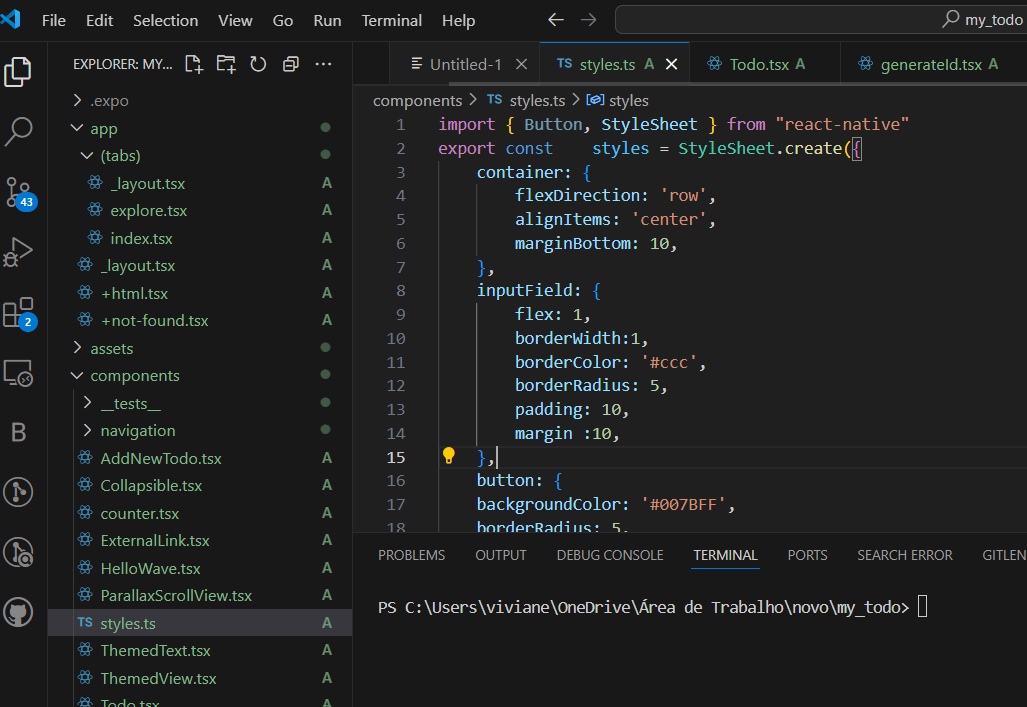 File Edit Selection View Go Run Terminal Help my_todo
EXPLORER: MY...
.expo
app
(tabs)
_layout.tsx A
explore.tsx A
index.tsx A
_layout.tsx A
+html.tsx A
+not-found.tsx A
assets
components
__tests__
navigation
AddNewTodo.tsx A
Collapsible.tsx A
counter.tsx A
ExternalLink.tsx A
HelloWave.tsx A
ParallaxScrollView.tsx A
TS styles.ts A
ThemedText.tsx A
ThemedView.tsx A
Todo.tsx A
43
2
B
Untitled-1 TS styles.ts A Todo.tsx A generateId.tsx A
components > TS styles.ts > styles
1 import { Button, StyleSheet } from "react-native"
2 export const    styles = StyleSheet.create({
3     container: {
4         flexDirection: 'row',
5         alignItems: 'center',
6         marginBottom: 10,
7     },
8     inputField: {
9         flex: 1,
10         borderWidth:1,
11         borderColor: '#ccc',
12         borderRadius: 5,
13         padding: 10,
14         margin :10,
15     },
16     button: {
17     backgroundColor: '#007BFF',
18     borderRadius: 5,
PROBLEMS OUTPUT DEBUG CONSOLE TERMINAL PORTS SEARCH ERROR GITLEN
PS C:\Users\viviane\OneDrive\Área de Trabalho\novo\my_todo>